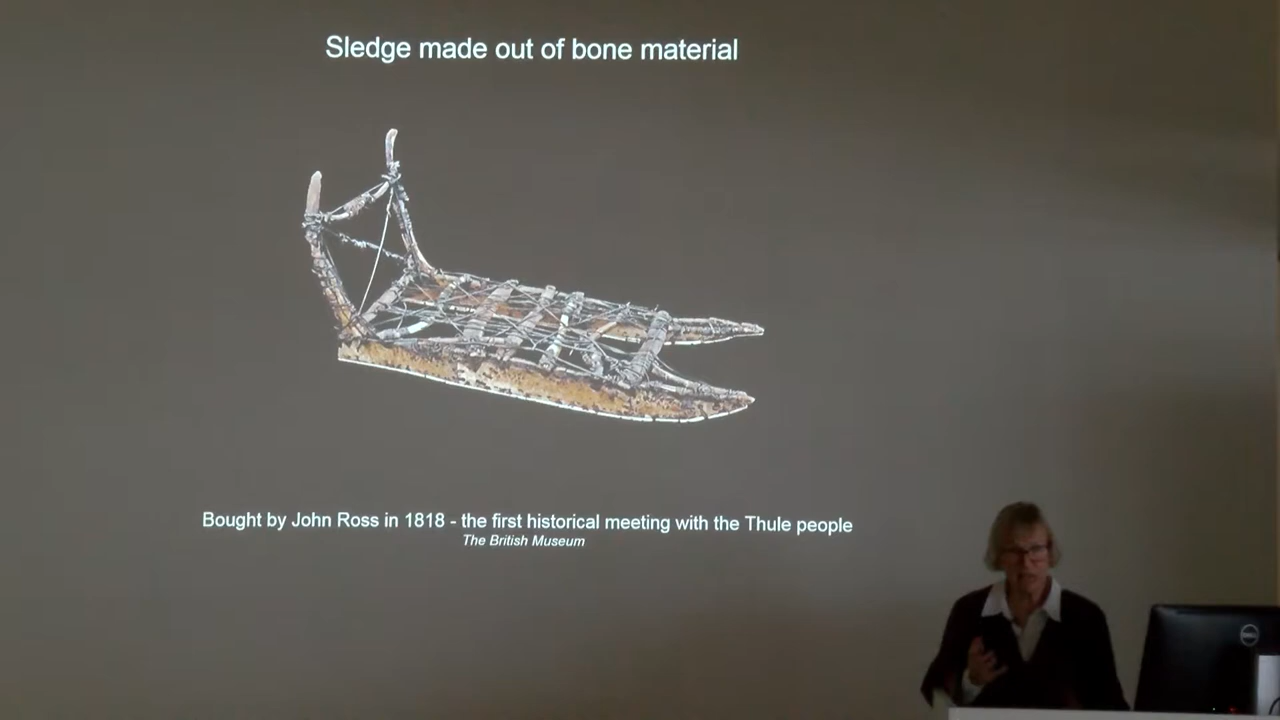 Sledge made out of bone material
Bought by John Ross in 1818 - the first historical meeting with the Thule people
The British Museum
DELL